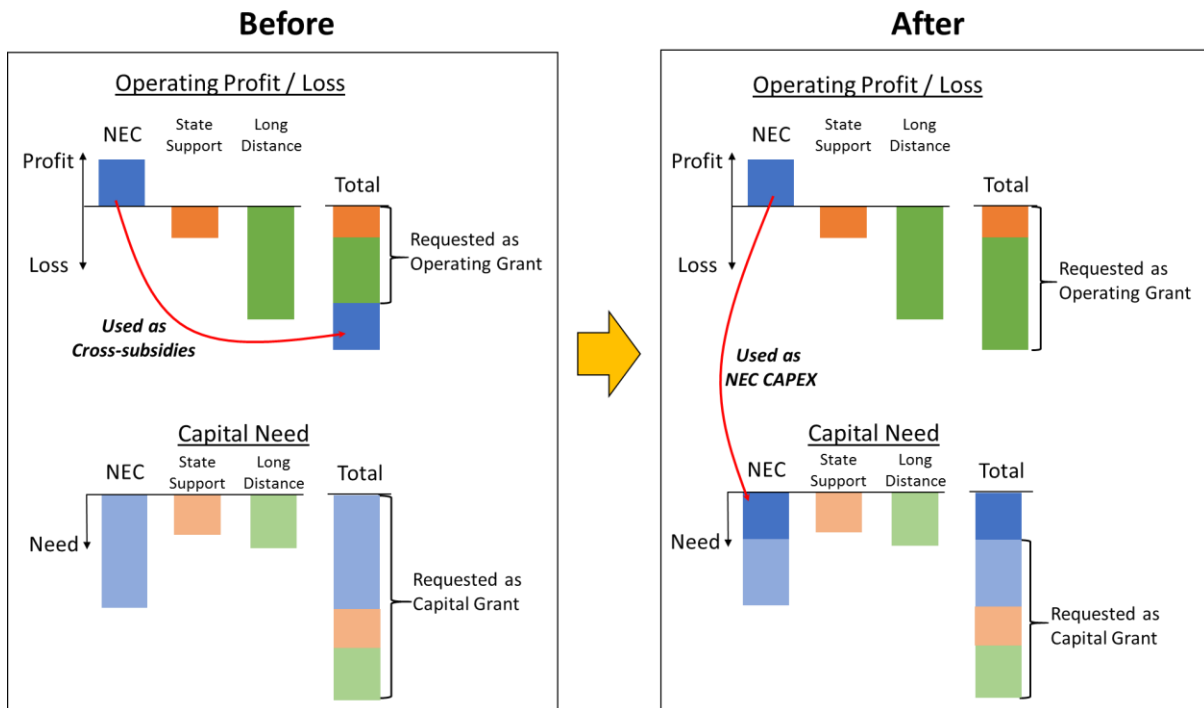 Before
Operating Profit / Loss
NEC
State
Support
Long
Distance
Profit
Total
Loss
Requested as
Operating Grant
Used as
Cross-subsidies
Capital Need
NEC
State
Support
Long
Distance
Total
Need
Requested as
Capital Grant
After
Operating Profit / Loss
NEC
State
Support
Long
Distance
Profit
Total
Loss
Requested as
Operating Grant
Used as
NEC CAPEX
Capital Need
NEC
State
Support
Long
Distance
Total
Need
Requested as
Capital Grant